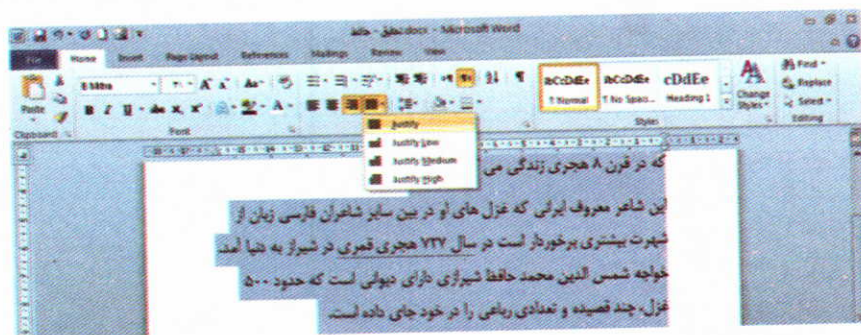 تحقیق - حافظ.docx - Microsoft Word
File Home Insert Page Layout References Mailings Review View
Paste
B Mitra
Change Styles
Find
Replace
Select
AaBbCcDdEe AaBbCcDdEe
¶ Normal ¶ No Spac... Heading 1
Clipboard Font Styles Editing
Justify
Justify Low
Justify Medium
Justify High
که در قرن ۸ هجری زندگی می
این شاعر معروف ایرانی که غزل های او در بین سایر شاعران فارسی زبان از
شهرت بیشتری برخوردار است در سال ۷۲۷ هجری قمری در شیراز به دنیا آمد.
خواجه شمس الدین محمد حافظ شیرازی دارای دیوانی است که حدود ۵۰۰
غزل، چند قصیده و تعدادی رباعی را در خود جای داده است.